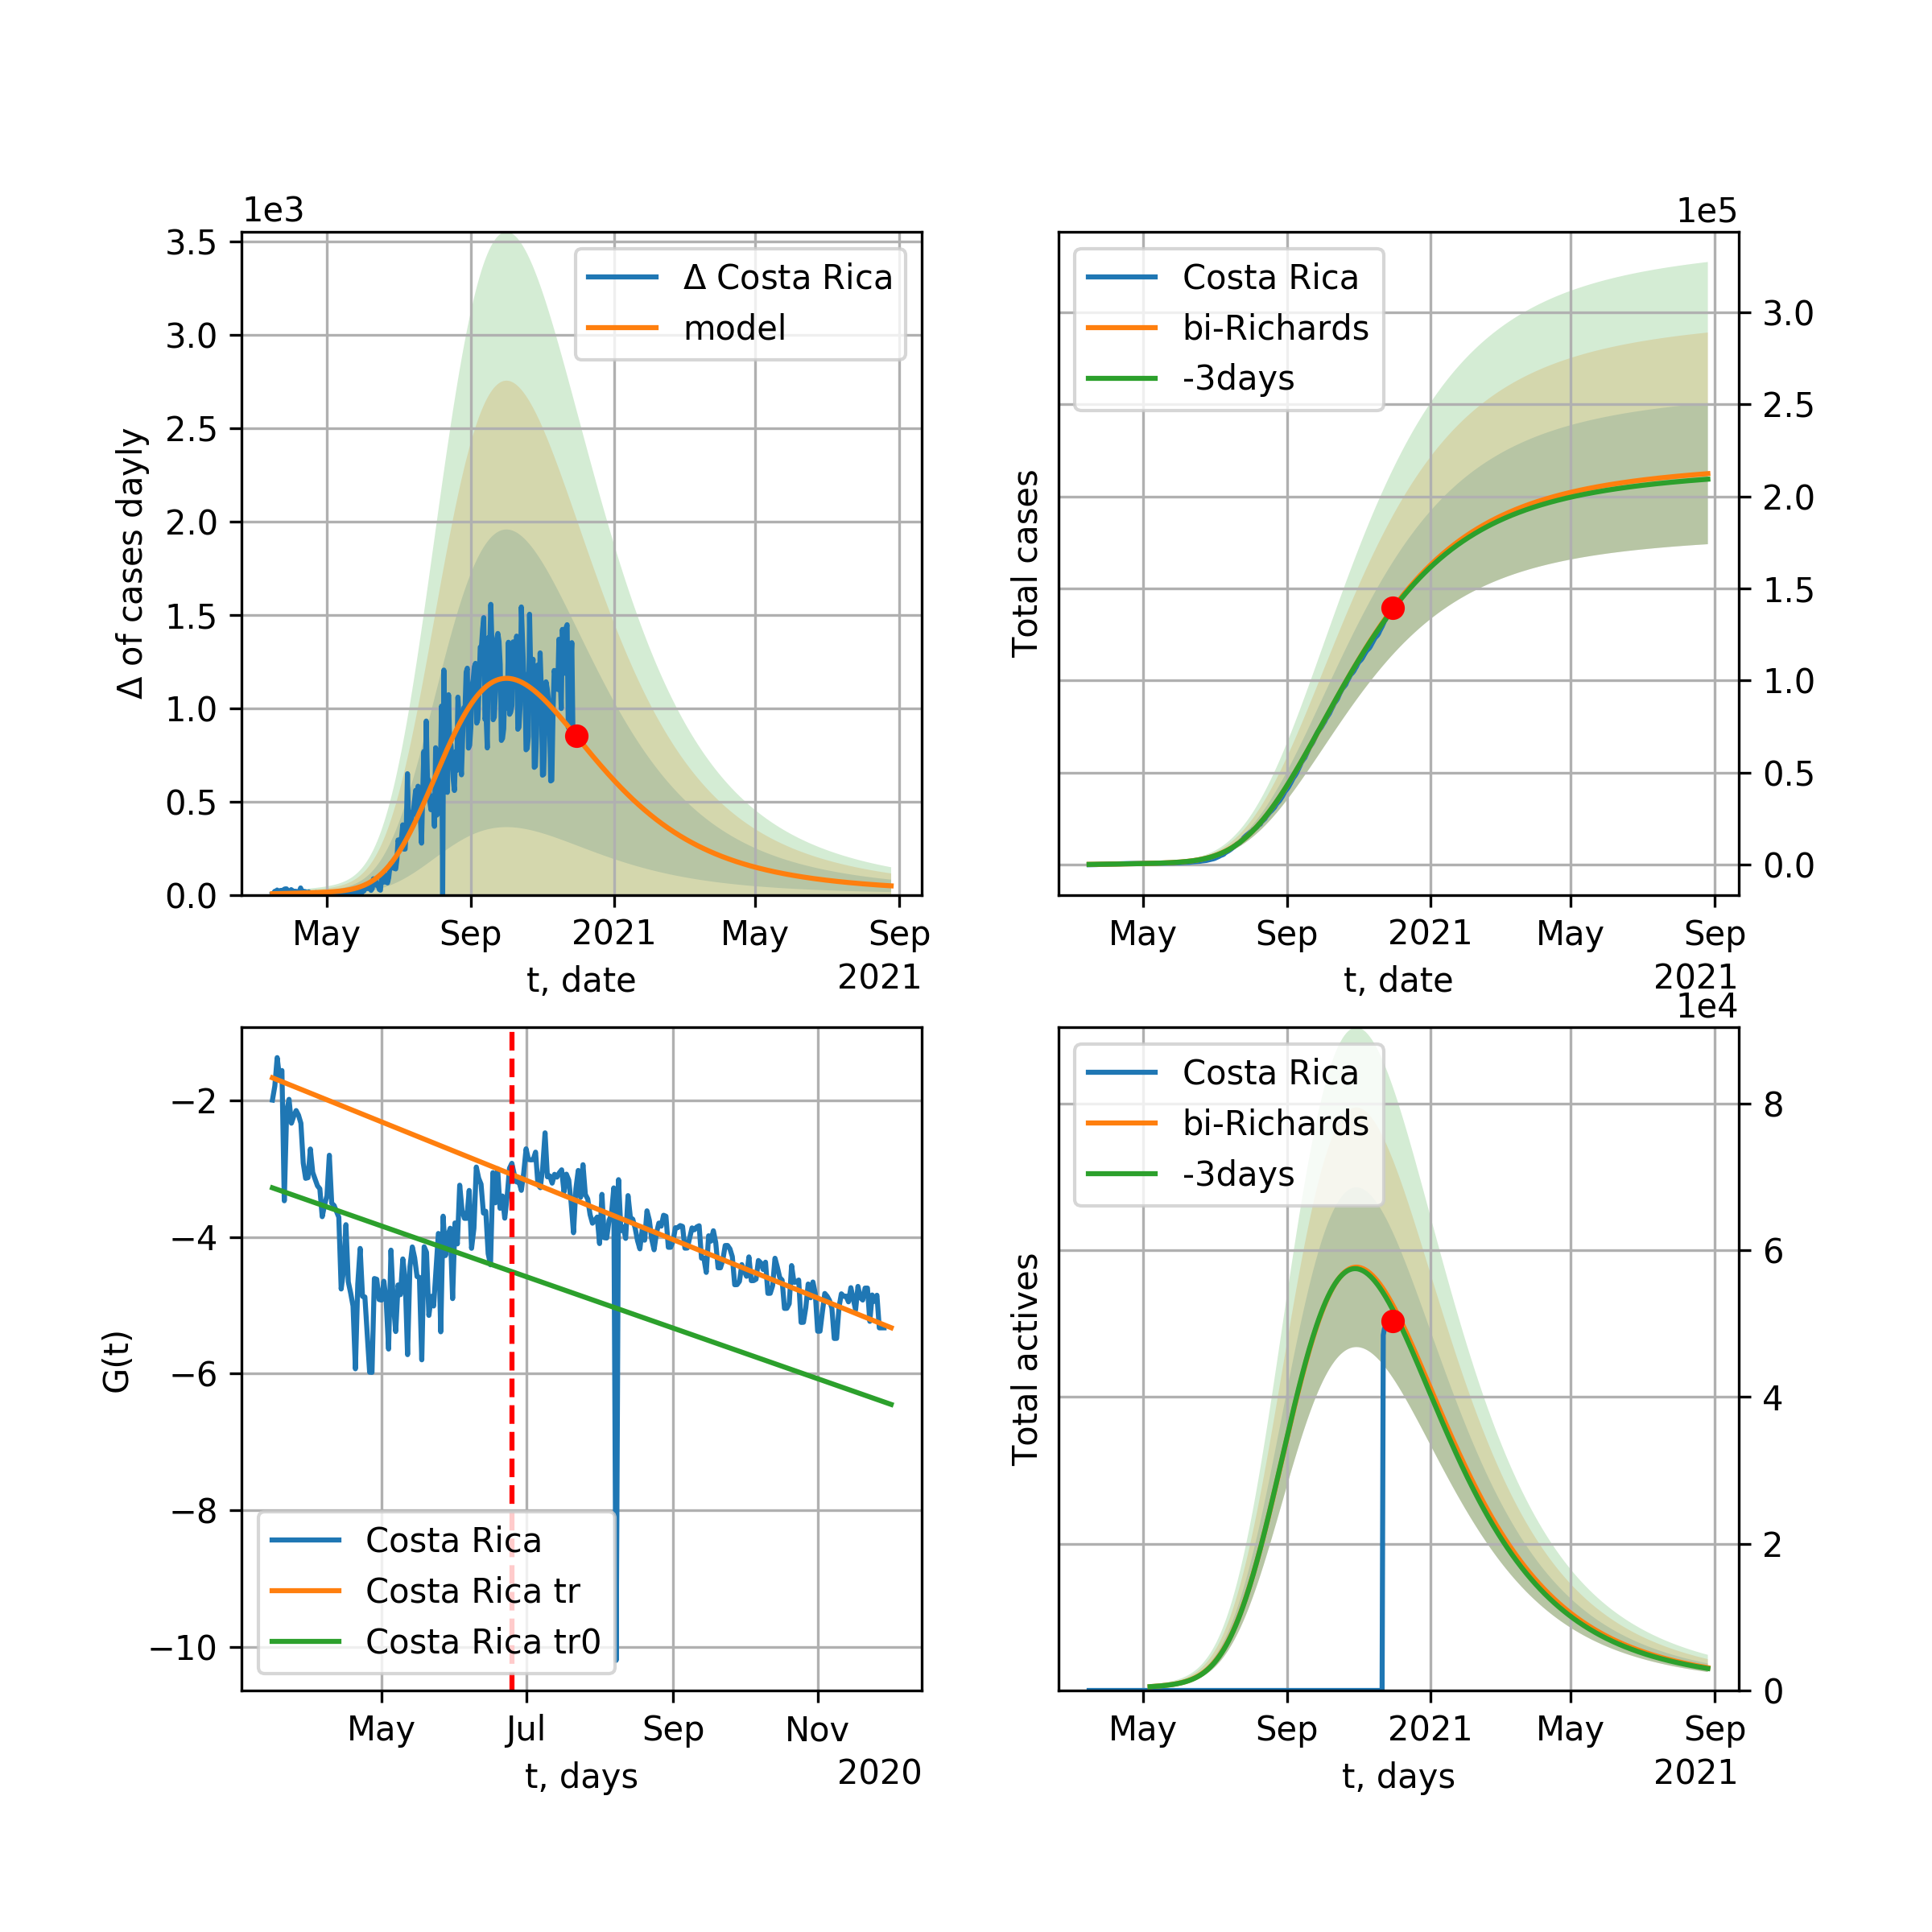 1e3
3.5
3.0
2.5
2.0
1.5
1.0
0.5
0.0
Δ of cases dayly
Δ Costa Rica
model
May Sep 2021 May Sep
t, date
2021
1e5
Costa Rica
bi-Richards
-3days
Total cases
3.0
2.5
2.0
1.5
1.0
0.5
0.0
May Sep 2021 May Sep
t, date
2021
−2
−4
−6
−8
−10
G(t)
Costa Rica
Costa Rica tr
Costa Rica tr0
May Jul Sep Nov
t, days
2020
1e4
Costa Rica
bi-Richards
-3days
Total actives
8
6
4
2
0
May Sep 2021 May Sep
t, days
2021